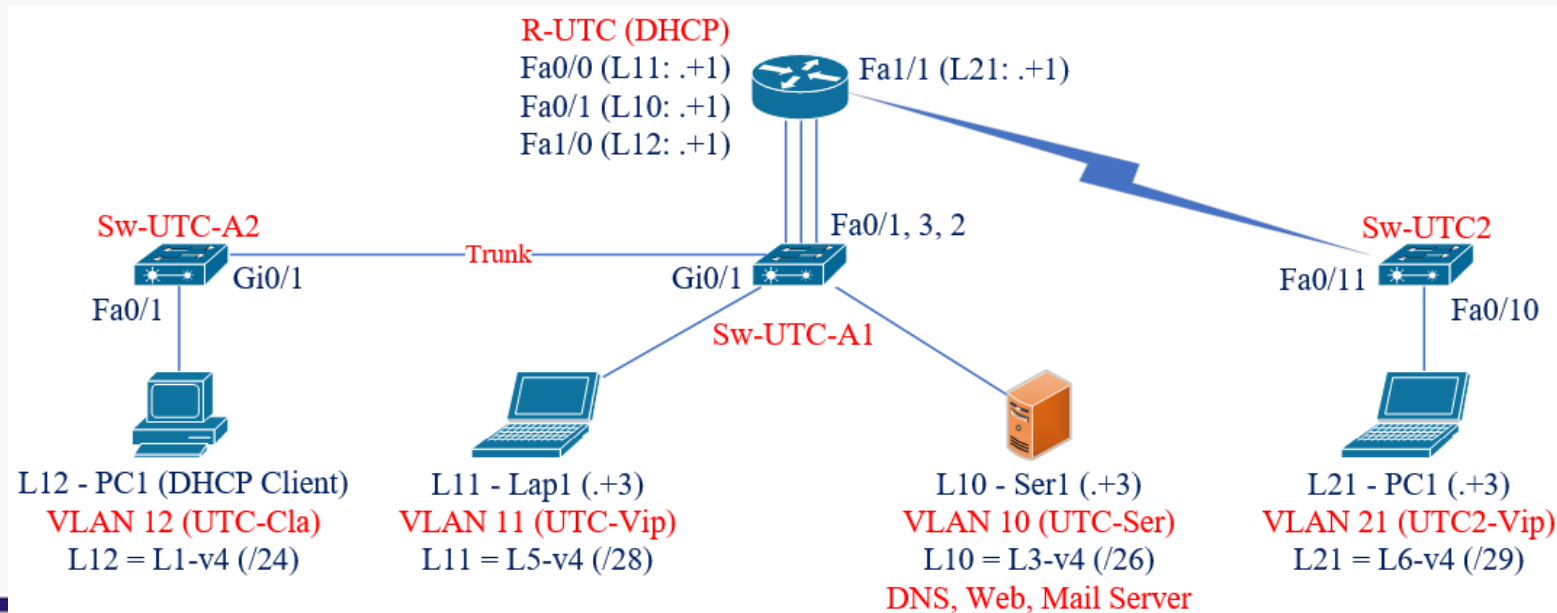 R-UTC (DHCP)
Fa0/0 (L11: .+1)
Fa0/1 (L10: .+1)
Fa1/0 (L12: .+1)
Fa1/1 (L21: .+1)
Fa0/1, 3, 2
Sw-UTC-A2
Trunk
Gi0/1
Gi0/1
Fa0/1
Sw-UTC-A1
Sw-UTC2
Fa0/11
Fa0/10
L12 - PC1 (DHCP Client)
VLAN 12 (UTC-Cla)
L12 = L1-v4 (/24)
L11 - Lap1 (.+3)
VLAN 11 (UTC-Vip)
L11 = L5-v4 (/28)
L10 - Ser1 (.+3)
VLAN 10 (UTC-Ser)
L10 = L3-v4 (/26)
DNS, Web, Mail Server
L21 - PC1 (.+3)
VLAN 21 (UTC2-Vip)
L21 = L6-v4 (/29)